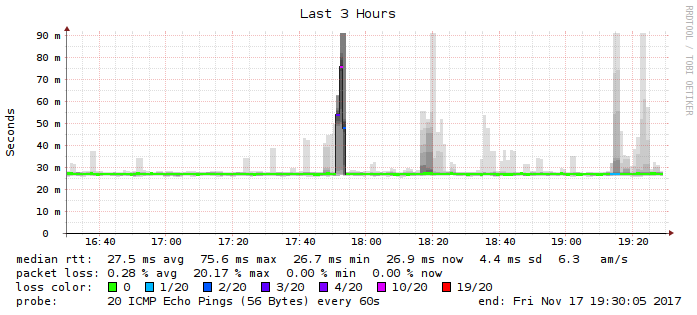 Last 3 Hours
RRDTOOL / TOBI OETIKER
Seconds
90 m
80 m
70 m
60 m
50 m
40 m
30 m
20 m
10 m
0
16:40 17:00 17:20 17:40 18:00 18:20 18:40 19:00 19:20
median rtt: 27.5 ms avg 75.6 ms max 26.7 ms min 26.9 ms now 4.4 ms sd 6.3 am/s
packet loss: 0.28 % avg 20.17 % max 0.00 % min 0.00 % now
loss color: 0 1/20 2/20 3/20 4/20 10/20 19/20
probe: 20 ICMP Echo Pings (56 Bytes) every 60s end: Fri Nov 17 19:30:05 2017